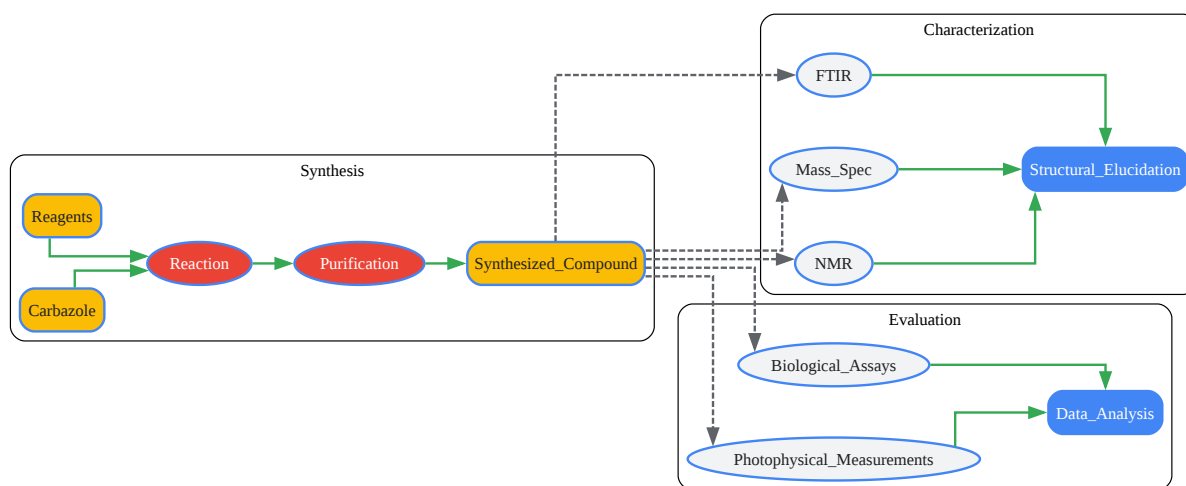 Synthesis
Reagents
Carbazole
Reaction
Purification
Synthesized_Compound
Characterization
FTIR
Mass_Spec
NMR
Structural_Elucidation
Evaluation
Biological_Assays
Photophysical_Measurements
Data_Analysis